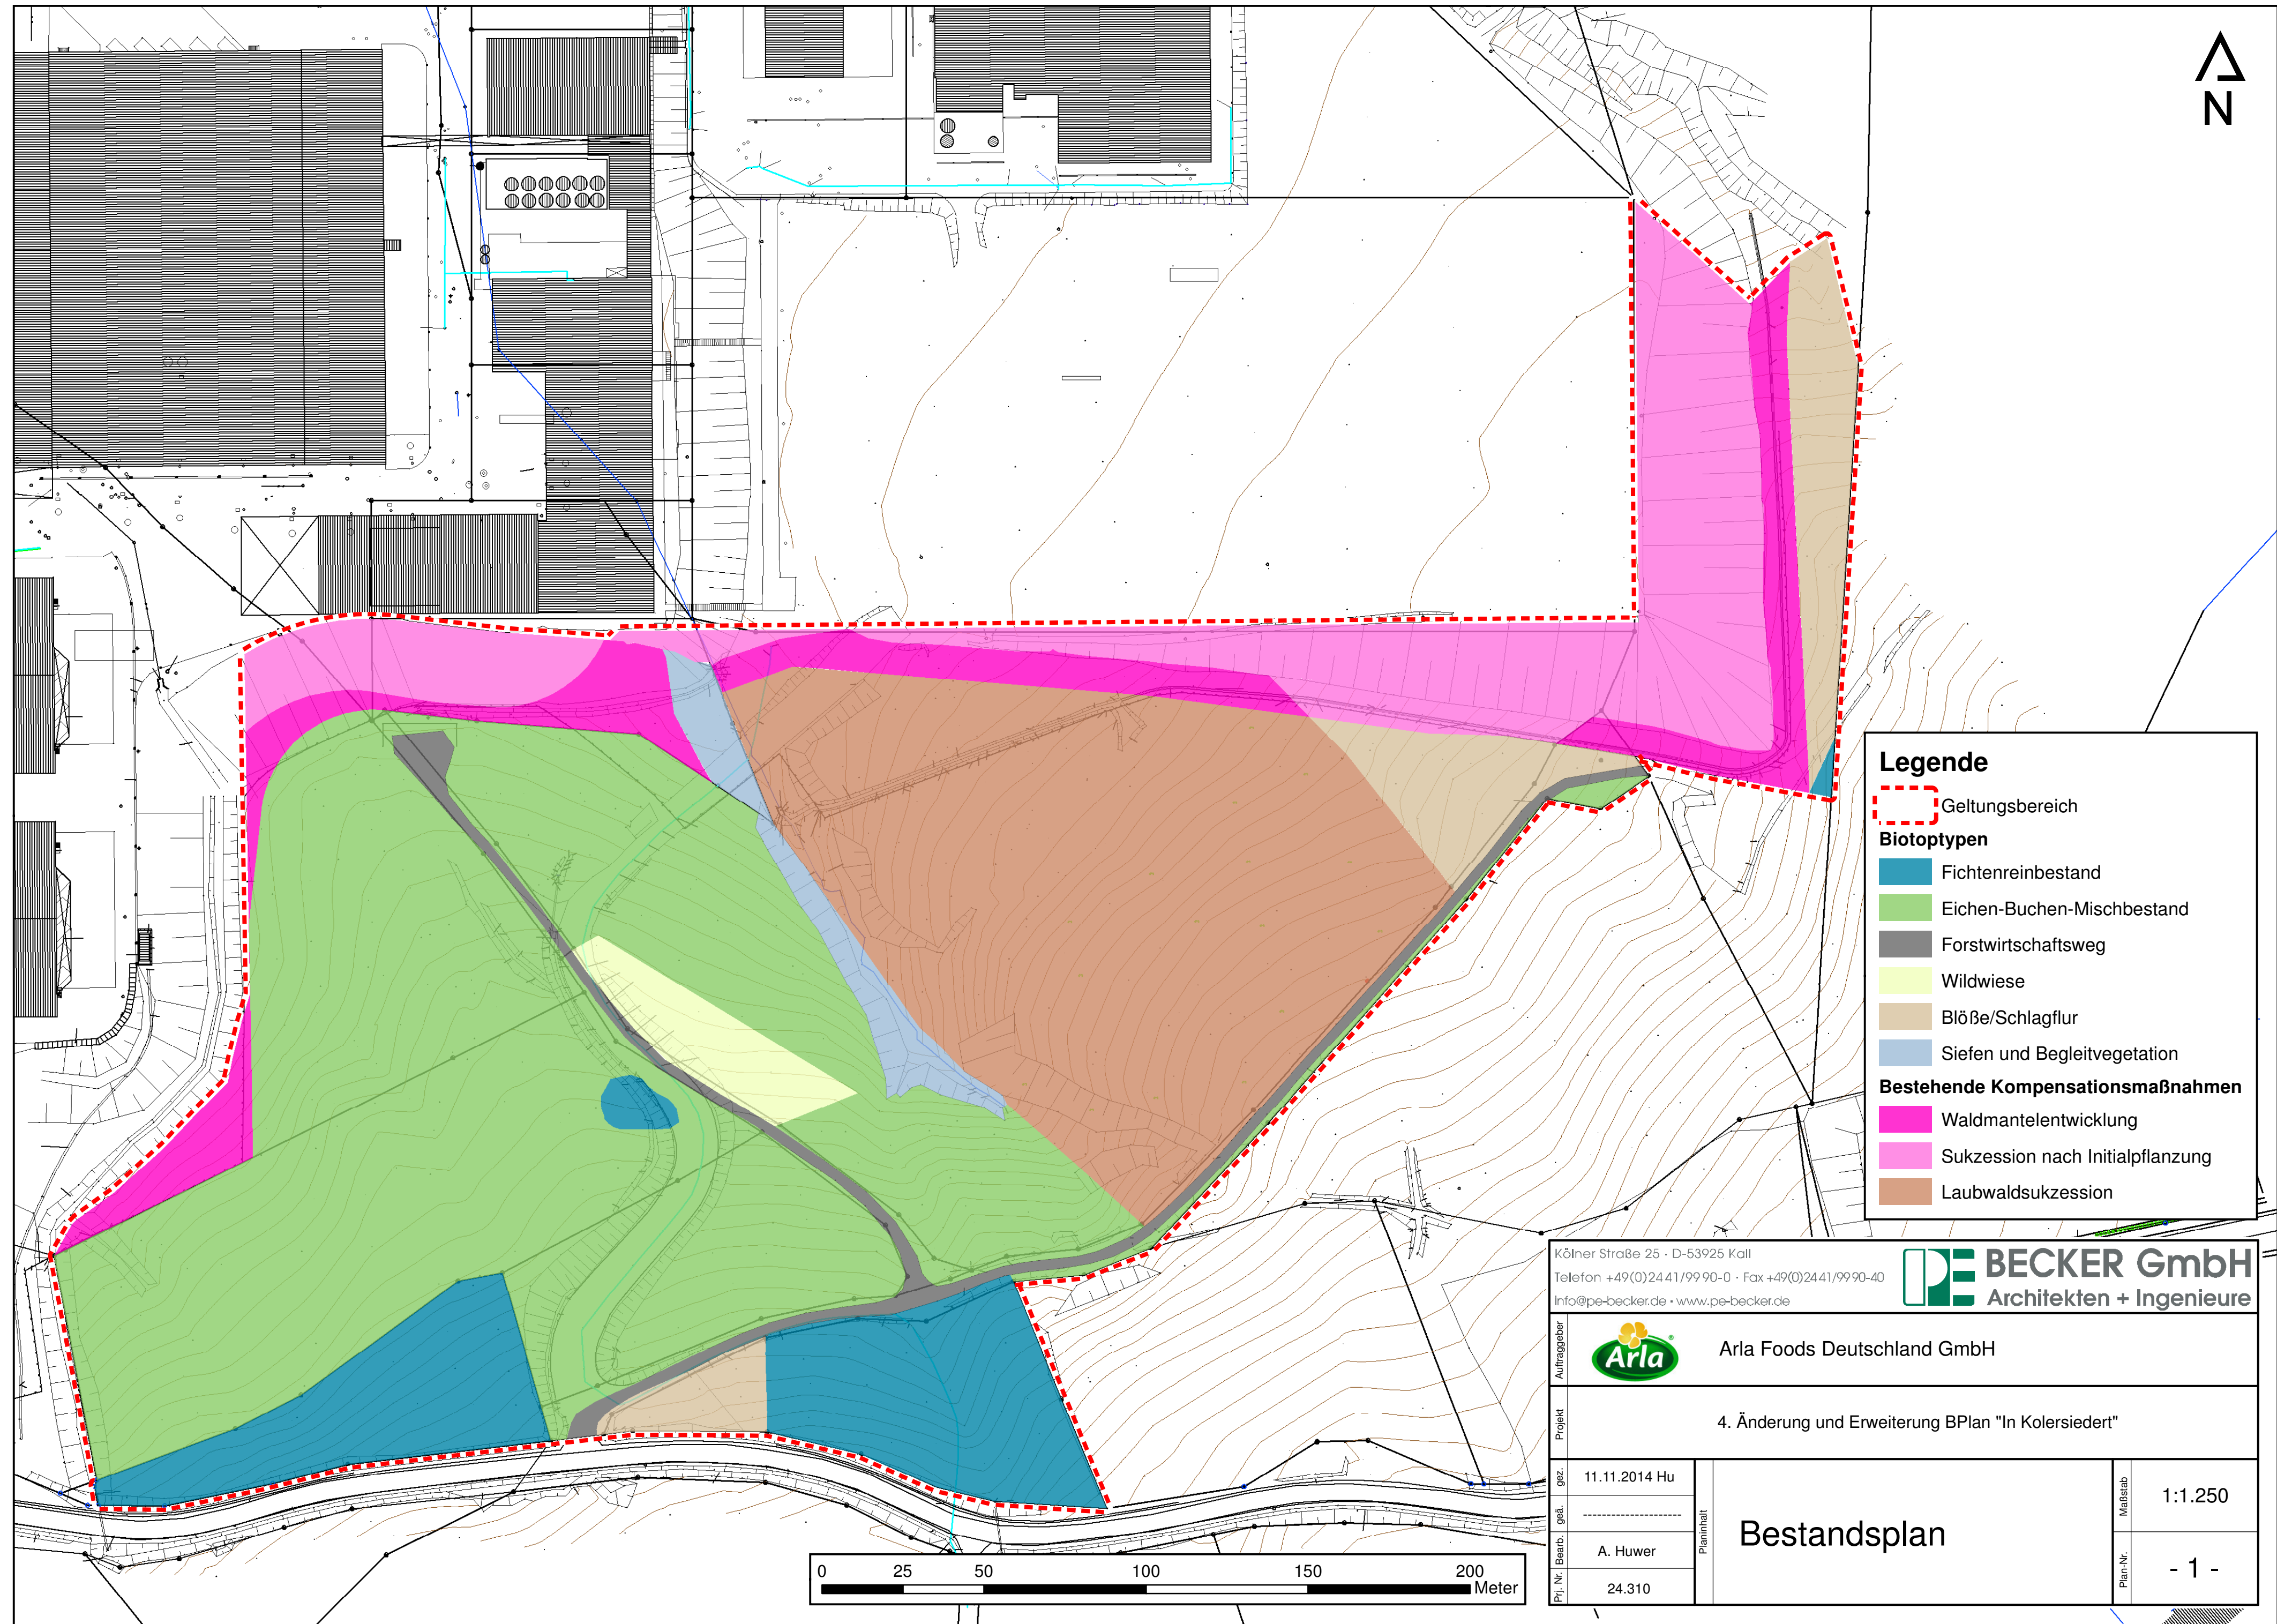 N
Legende
Geltungsbereich
Biotoptypen
Fichtenreinbestand
Eichen-Buchen-Mischbestand
Forstwirtschaftsweg
Wildwiese
Blöße/Schlagflur
Siefen und Begleitvegetation
Bestehende Kompensationsmaßnahmen
Waldmantelentwicklung
Sukzession nach Initialpflanzung
Laubwaldsukzession
Kölner Straße 25 · D-53925 Kall
Telefon +49(0)2441/9990-0 · Fax +49(0)2441/9990-40
info@pe-becker.de · www.pe-becker.de
PE BECKER GmbH
Architekten + Ingenieure
Auftraggeber
Arla®
Arla Foods Deutschland GmbH
Projekt
4. Änderung und Erweiterung BPlan "In Kolersiedert"
gez.
11.11.2014 Hu
geä.
--------------------
Bearb.
A. Huwer
Prj. Nr.
24.310
Planinhalt
Bestandsplan
Maßstab
1:1.250
Plan-Nr.
- 1 -
0 25 50 100 150 200
Meter